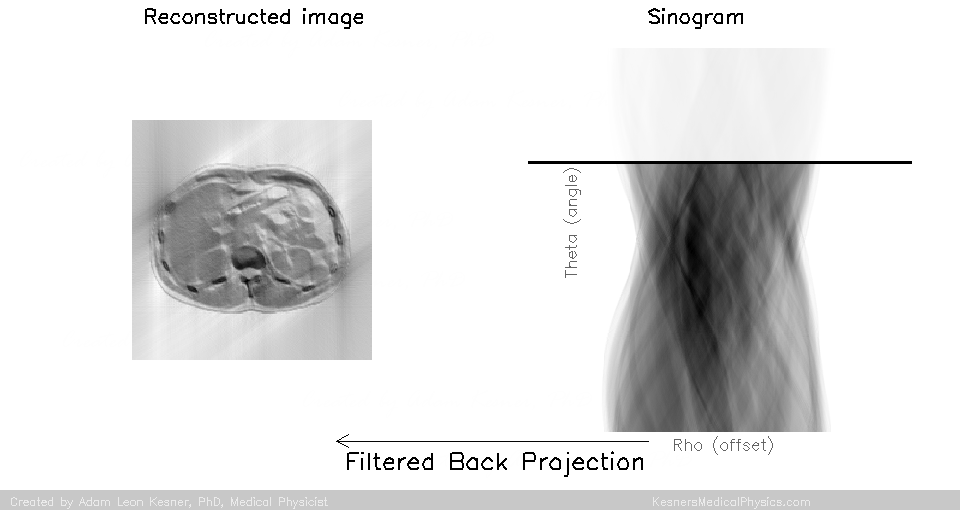 Reconstructed image
Sinogram
Theta (angle)
Rho (offset)
Filtered Back Projection
Created by Adam Leon Kesner, PhD, Medical Physicist
KesnersMedicalPhysics.com